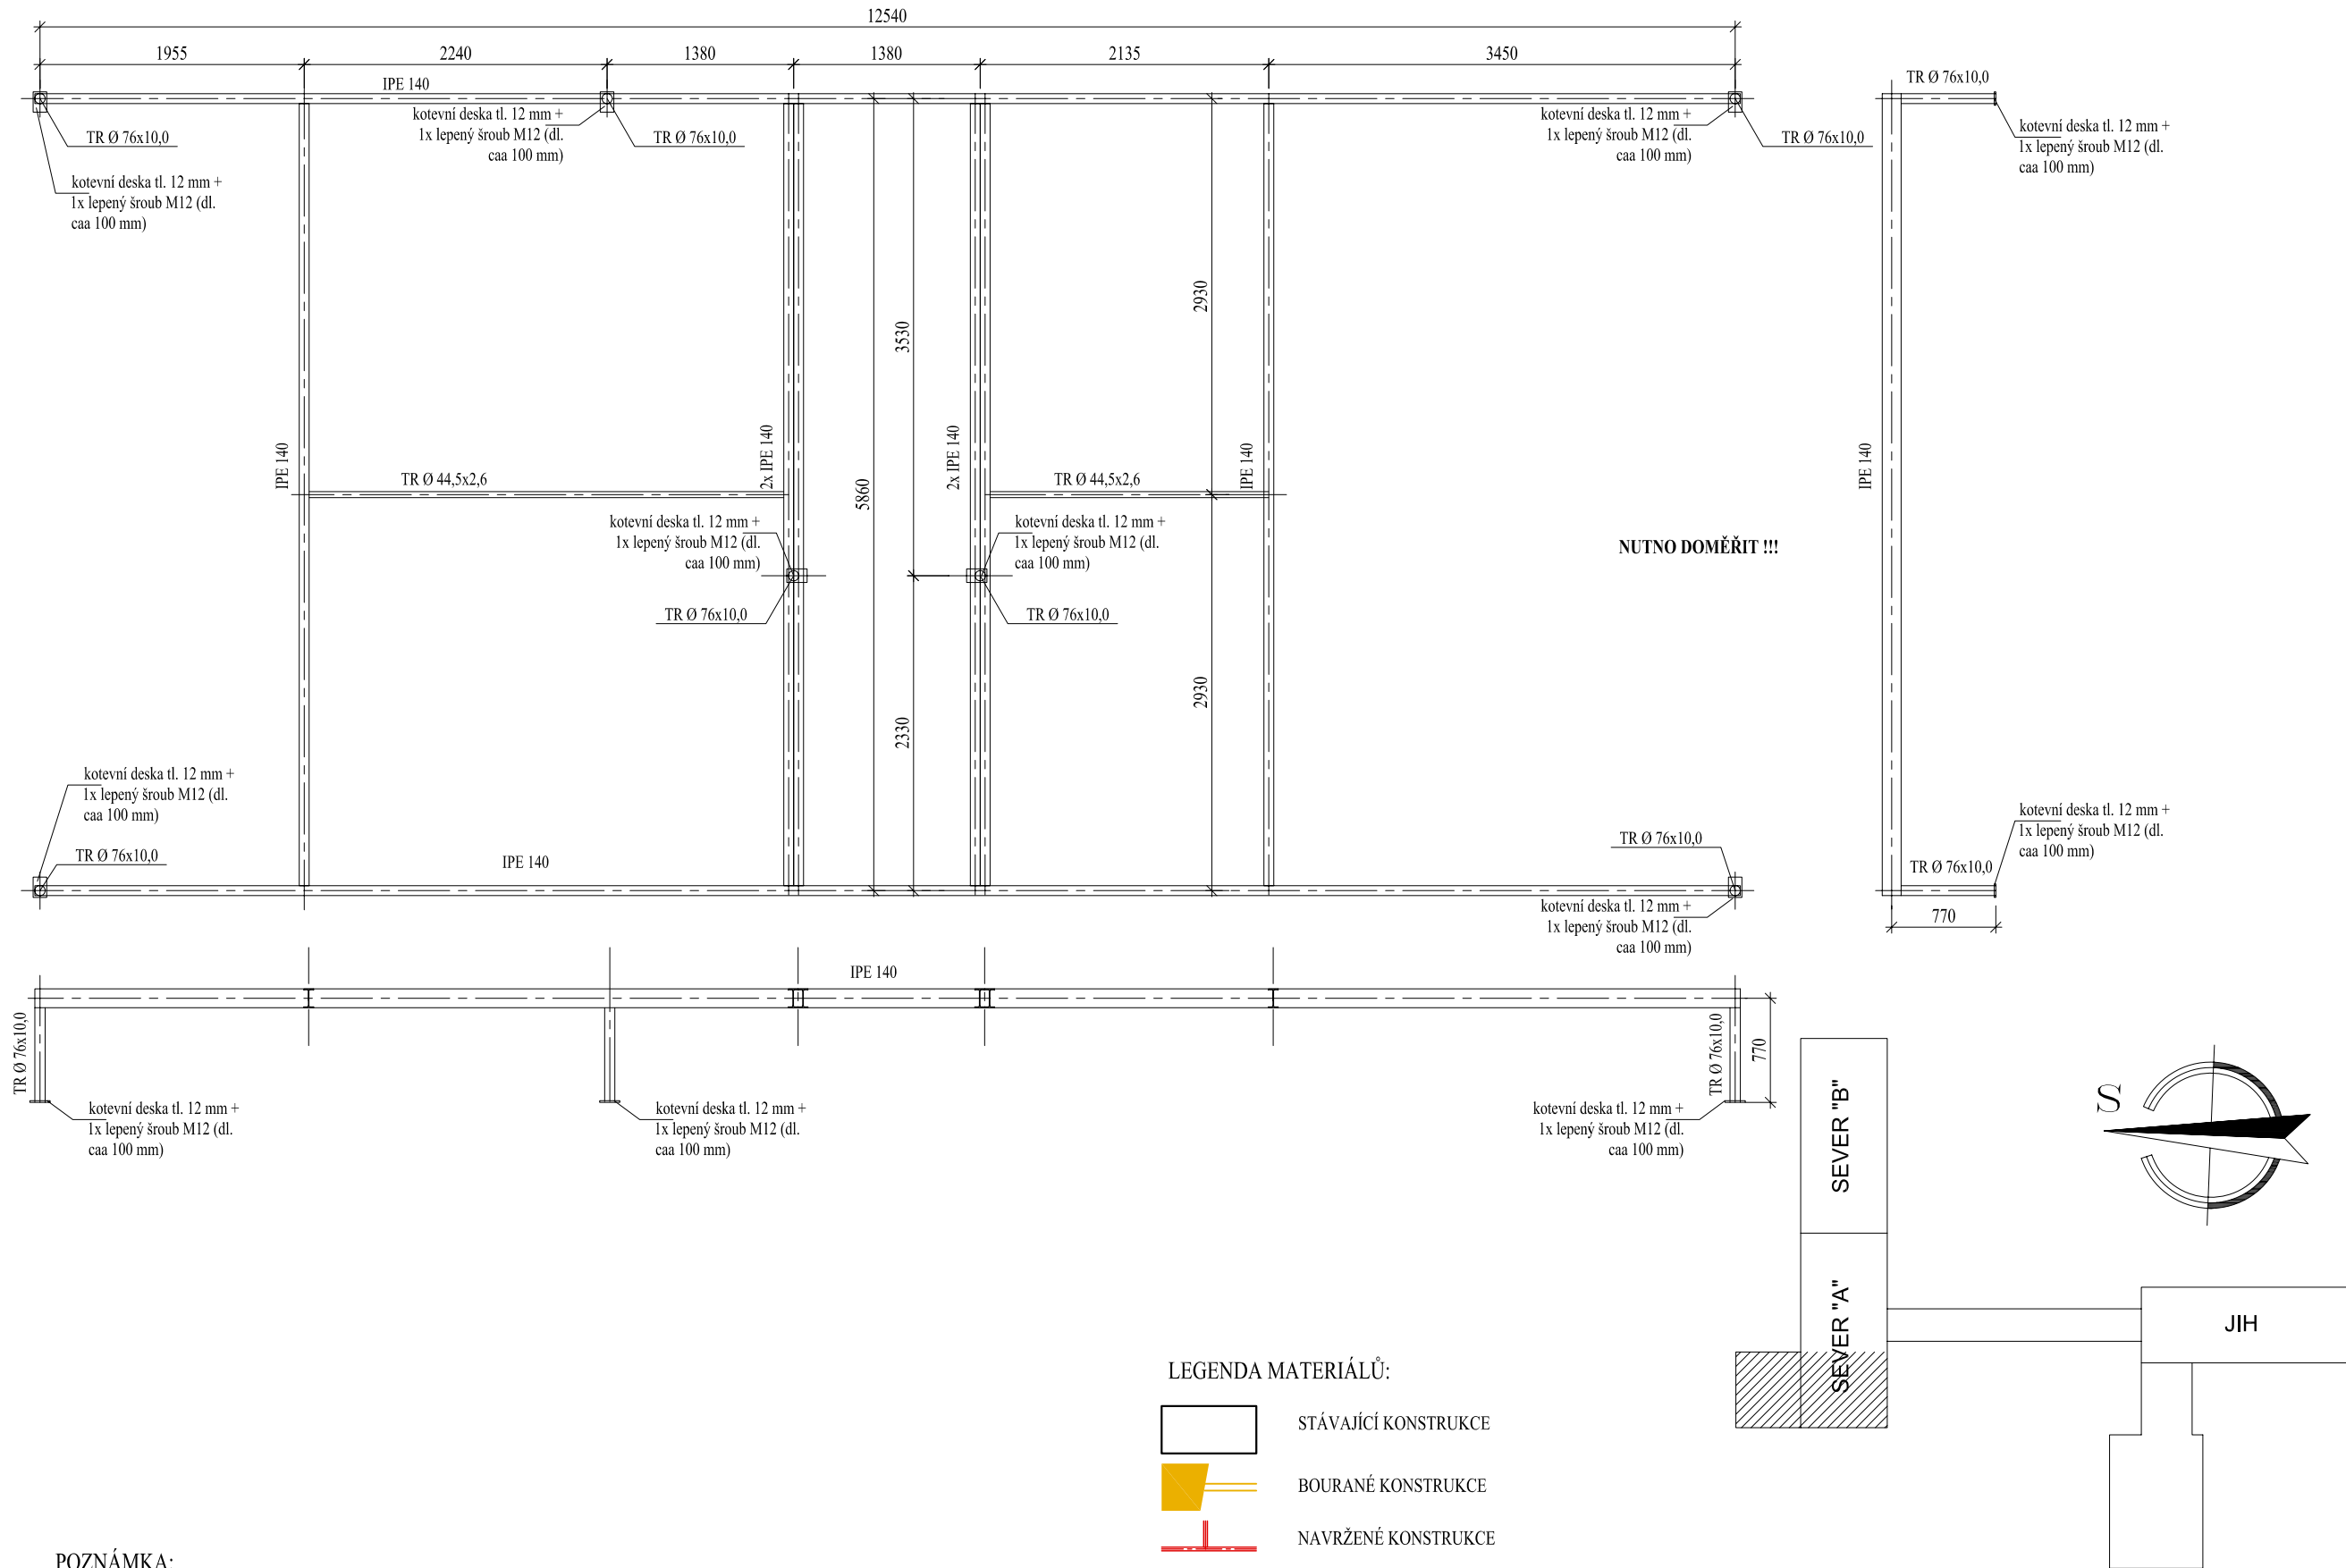 12540
1955
2240
1380
1380
2135
3450
IPE 140
TR Ø 76x10,0
kotevní deska tl. 12 mm +
1x lepený šroub M12 (dl.
caa 100 mm)
kotevní deska tl. 12 mm +
1x lepený šroub M12 (dl.
caa 100 mm)
TR Ø 76x10,0
kotevní deska tl. 12 mm +
1x lepený šroub M12 (dl.
caa 100 mm)
TR Ø 76x10,0
TR Ø 76x10,0
kotevní deska tl. 12 mm +
1x lepený šroub M12 (dl.
caa 100 mm)
2930
3530
IPE 140
2x IPE 140
2x IPE 140
IPE 140
IPE 140
TR Ø 44,5x2,6
TR Ø 44,5x2,6
5860
kotevní deska tl. 12 mm +
1x lepený šroub M12 (dl.
caa 100 mm)
kotevní deska tl. 12 mm +
1x lepený šroub M12 (dl.
caa 100 mm)
NUTNO DOMĚŘIT !!!
TR Ø 76x10,0
TR Ø 76x10,0
2930
2330
kotevní deska tl. 12 mm +
1x lepený šroub M12 (dl.
caa 100 mm)
TR Ø 76x10,0
IPE 140
TR Ø 76x10,0
kotevní deska tl. 12 mm +
1x lepený šroub M12 (dl.
caa 100 mm)
kotevní deska tl. 12 mm +
1x lepený šroub M12 (dl.
caa 100 mm)
TR Ø 76x10,0
770
IPE 140
TR Ø 76x10,0
TR Ø 76x10,0
770
kotevní deska tl. 12 mm +
1x lepený šroub M12 (dl.
caa 100 mm)
kotevní deska tl. 12 mm +
1x lepený šroub M12 (dl.
caa 100 mm)
kotevní deska tl. 12 mm +
1x lepený šroub M12 (dl.
caa 100 mm)
SEVER "B"
S
SEVER "A"
JIH
LEGENDA MATERIÁLŮ:
STÁVAJÍCÍ KONSTRUKCE
BOURANÉ KONSTRUKCE
NAVRŽENÉ KONSTRUKCE
POZNÁMKA: